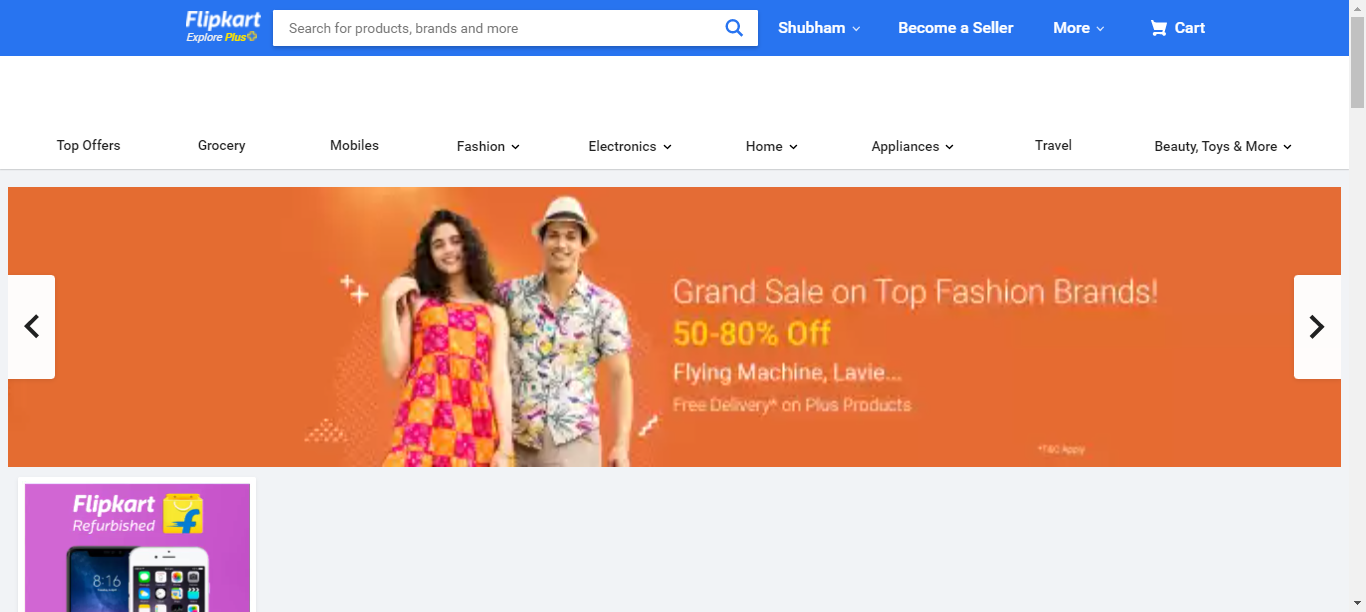 Flipkart
Explore Plus
Search for products, brands and more
Shubham
Become a Seller
More
Cart
Top Offers
Grocery
Mobiles
Fashion
Electronics
Home
Appliances
Travel
Beauty, Toys & More
Grand Sale on Top Fashion Brands!
50-80% Off
Flying Machine, Lavie...
Free Delivery* on Plus Products
*T&C Apply
Flipkart
Refurbished
8:16